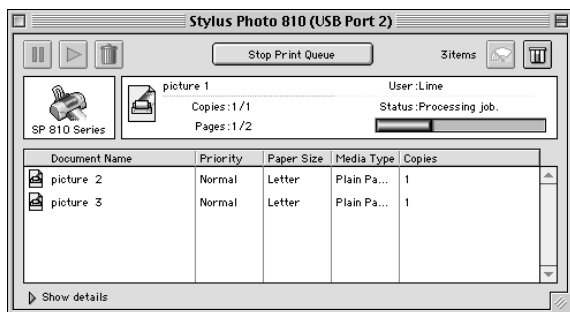 Stylus Photo 810 (USB Port 2)
Stop Print Queue
3items
SP 810 Series
picture 1
User:Lime
Copies:1/1
Status:Processing job.
Pages:1/2
Document Name Priority Paper Size Media Type Copies
picture 2 Normal Letter Plain Pa... 1
picture 3 Normal Letter Plain Pa... 1
Show details